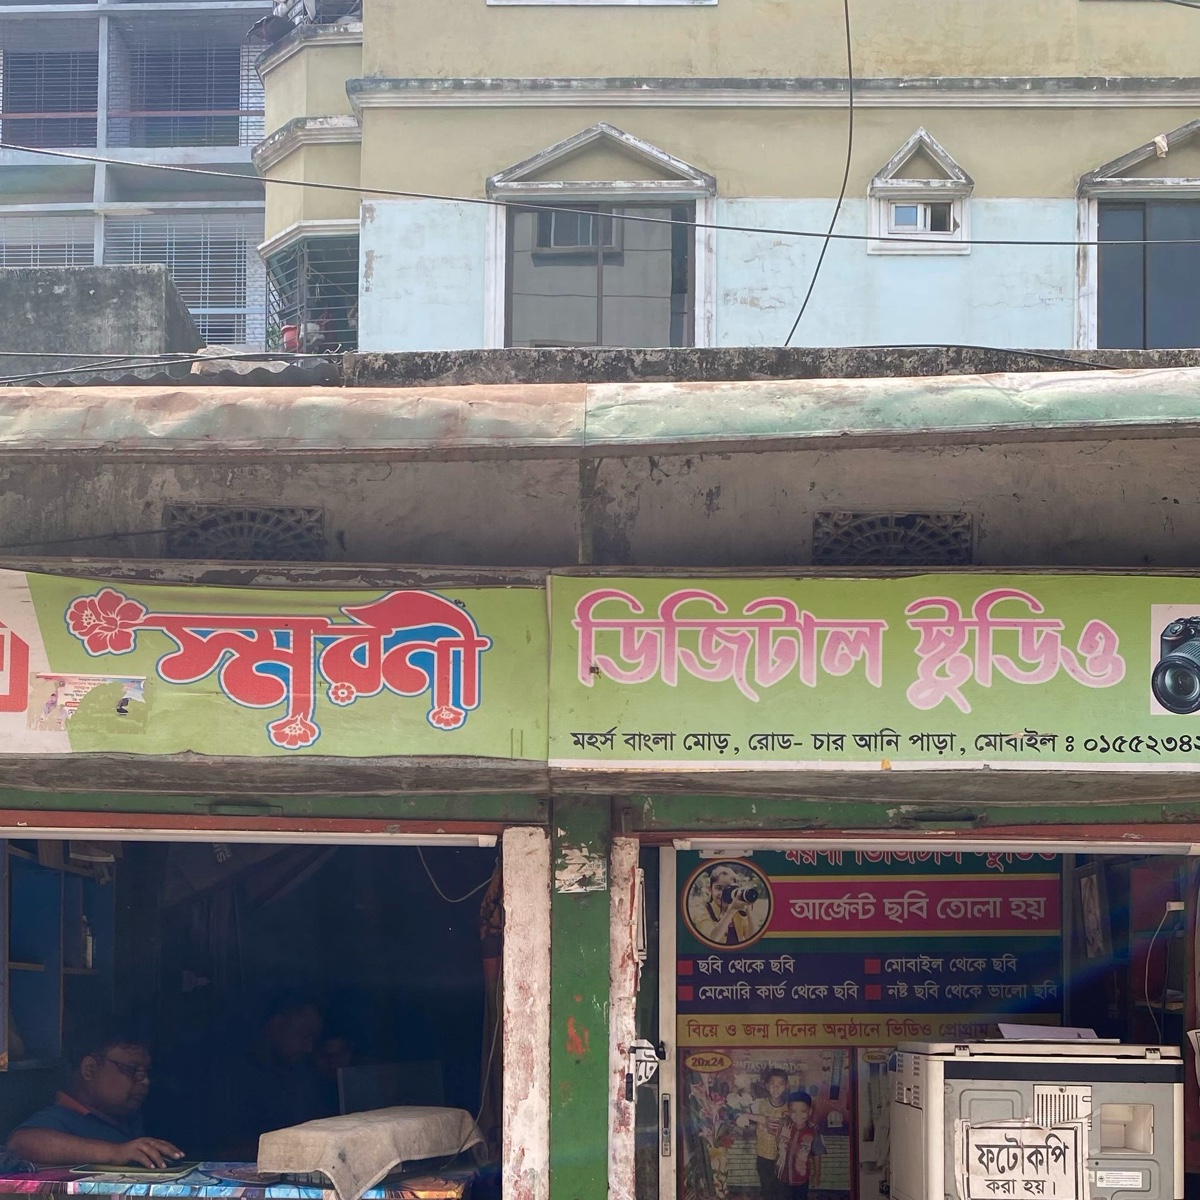 স্মরণী
ডিজিটাল স্টুডিও
মহর্স বাংলা মোড়, রোড- চার আনি পাড়া, মোবাইল ঃ ০১৫৫২৩৪২
ডিজিটাল স্টুডিও
আর্জেন্ট ছবি তোলা হয়
ছবি থেকে ছবি
মোবাইল থেকে ছবি
মেমোরি কার্ড থেকে ছবি
নষ্ট ছবি থেকে ভালো ছবি
বিয়ে ও জন্ম দিনের অনুষ্ঠানে ভিডিও প্রোগ্রাম
20x24
ফটোকপি
করা হয়।